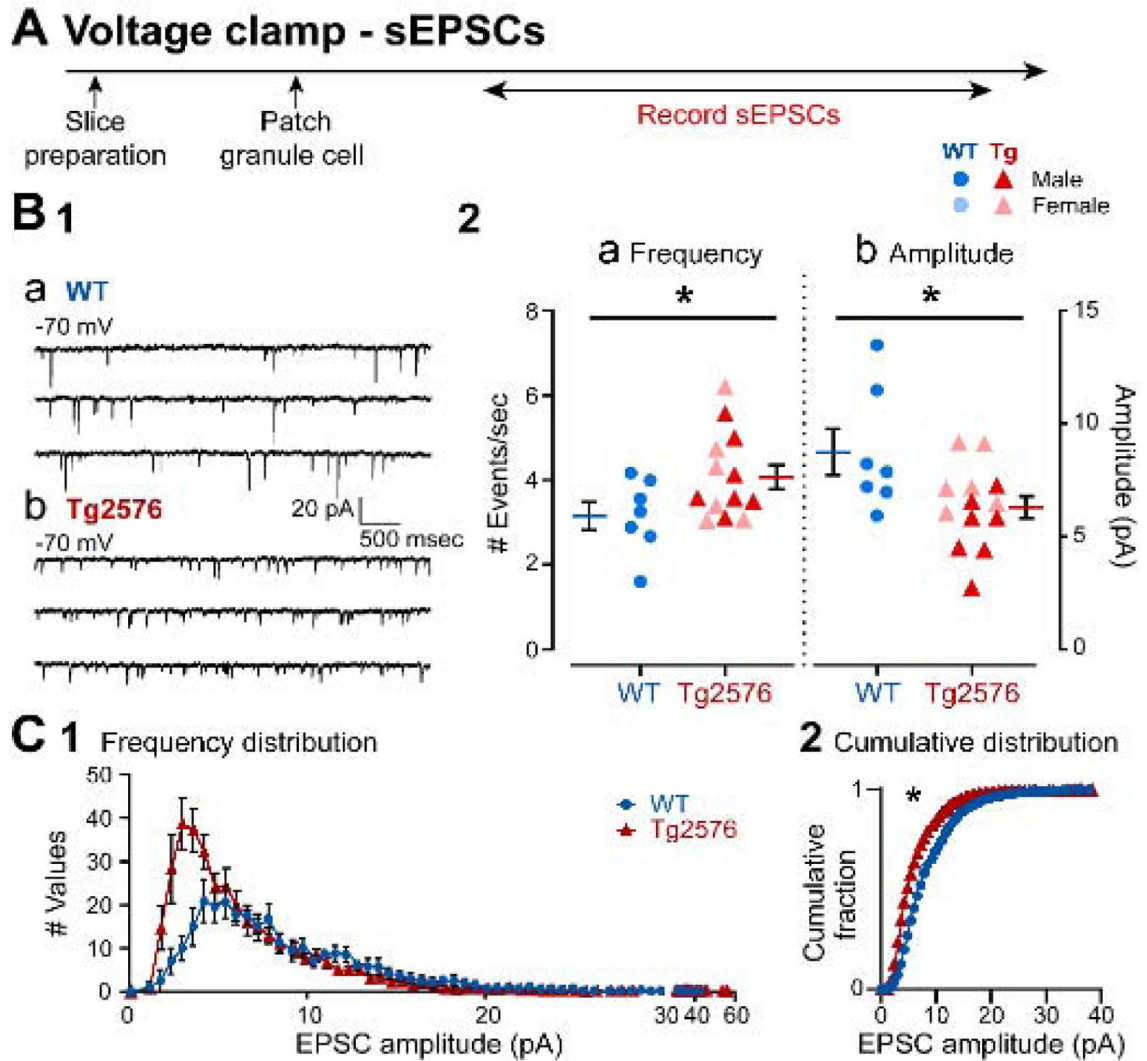 A Voltage clamp - sEPSCs
Slice preparation
Patch granule cell
Record sEPSCs
WT Tg
Male
Female
B 1
a WT
-70 mV
20 pA
500 msec
b Tg2576
-70 mV
2
a Frequency
b Amplitude
*
*
# Events/sec
8
6
4
2
0
15
10
5
0
Amplitude (pA)
WT Tg2576
WT Tg2576
C 1 Frequency distribution
# Values
50
40
30
20
10
0
WT
Tg2576
0 10 20 30 40 60
EPSC amplitude (pA)
2 Cumulative distribution
*
Cumulative fraction
1
0
0 10 20 30 40
EPSC amplitude (pA)